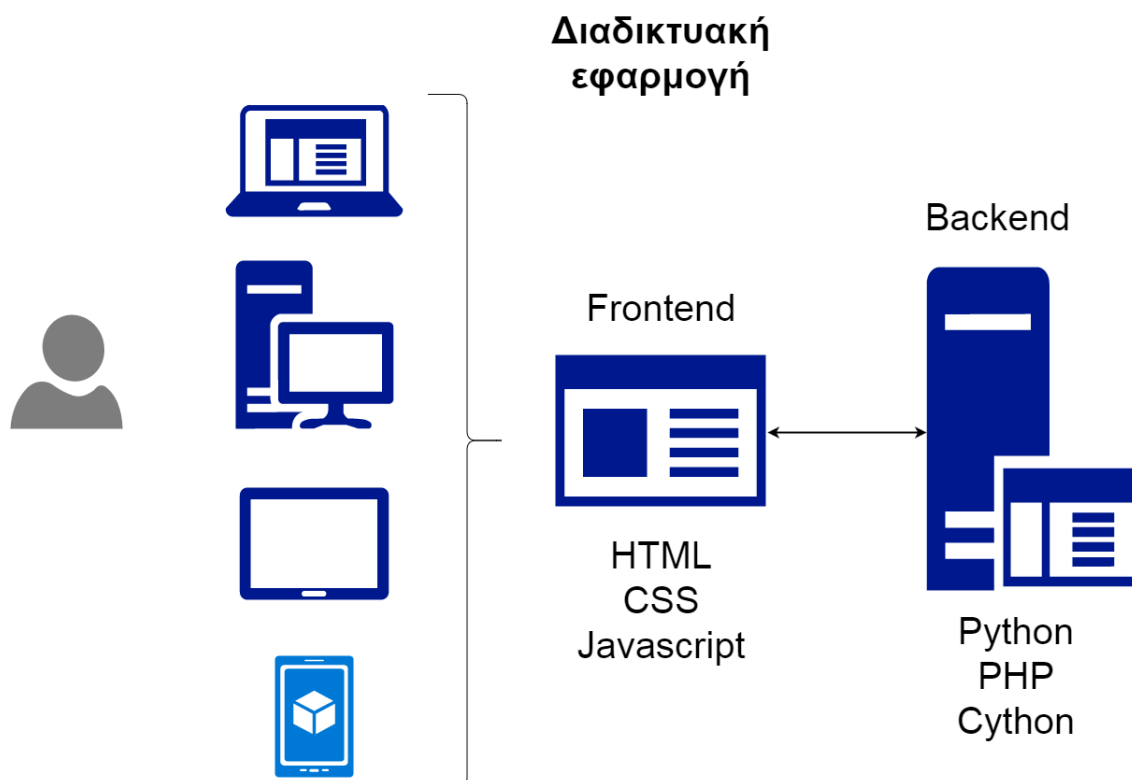 Διαδικτυακή
εφαρμογή
Backend
Frontend
HTML
CSS
Javascript
Python
PHP
Cython